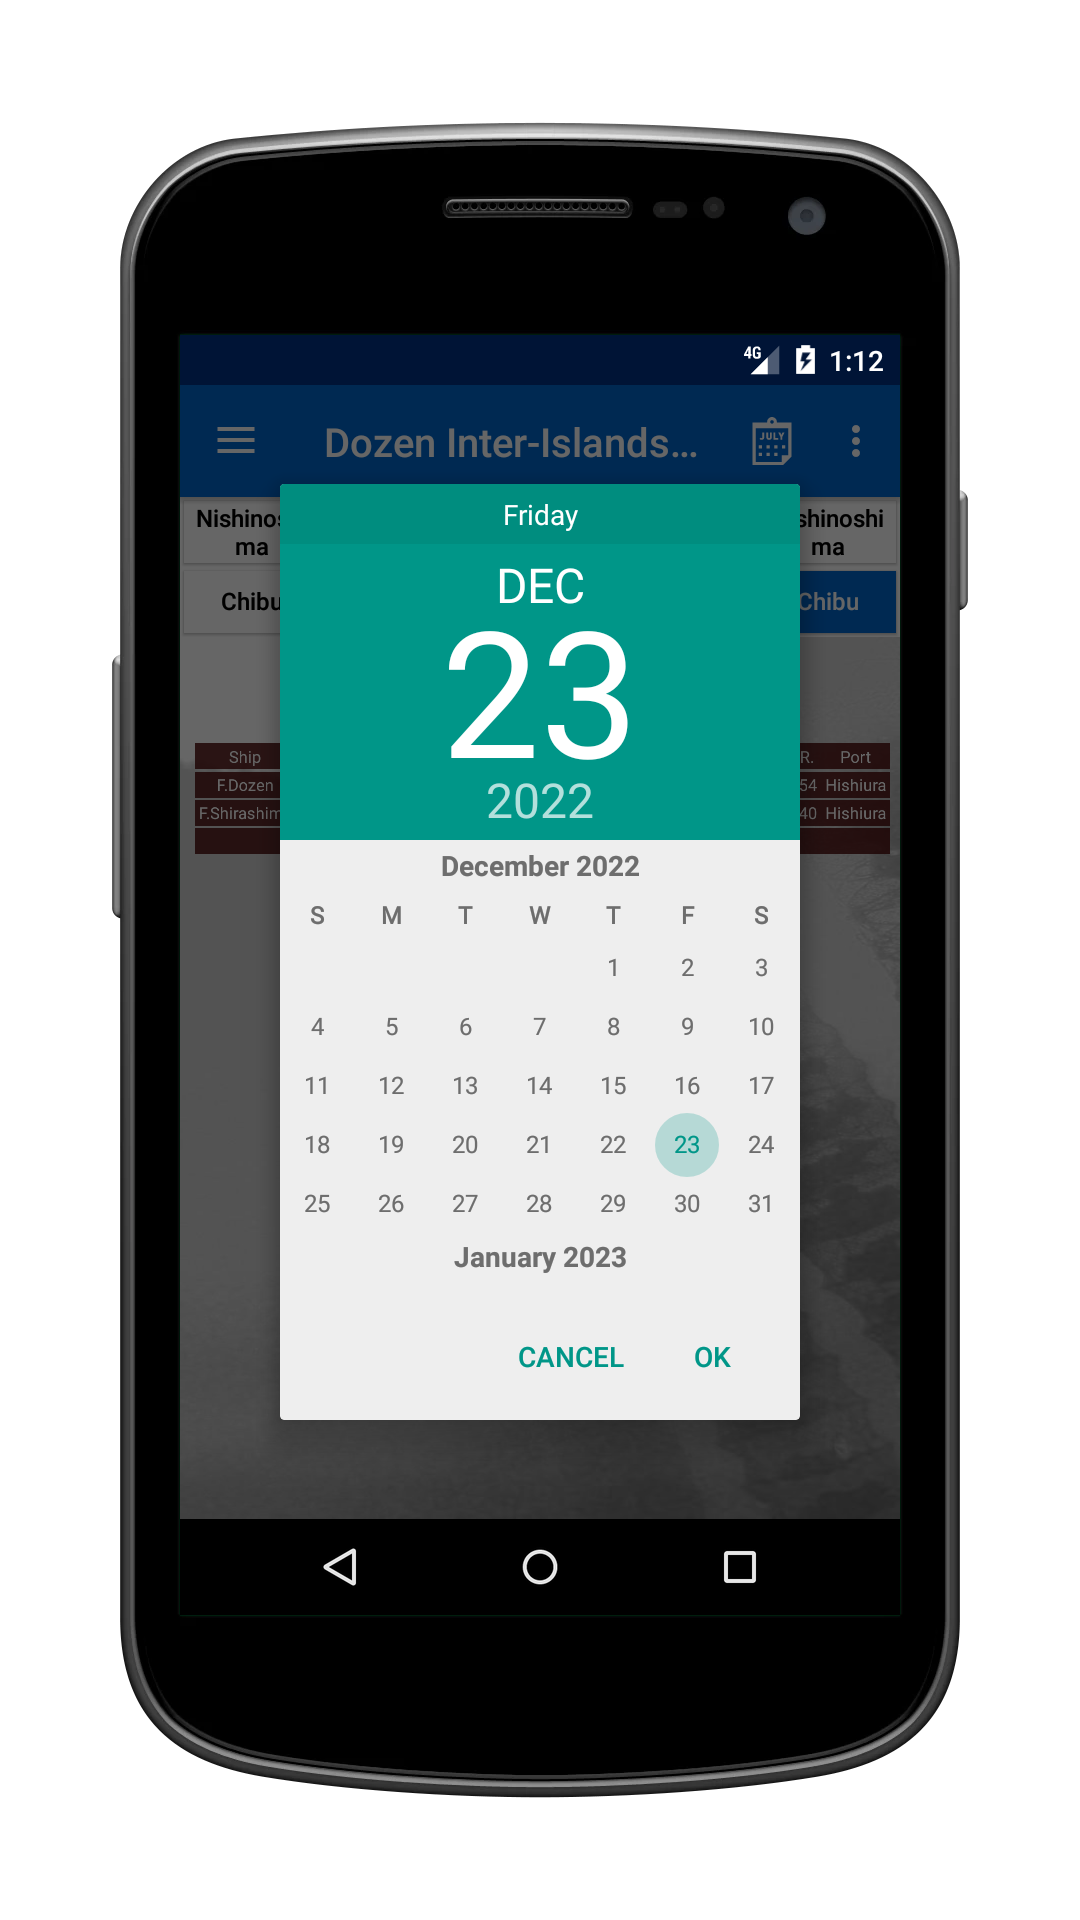 4G 1:12
Dozen Inter-Islands...
JULY
Friday
DEC
23
2022
ma
shinoshi
ma
Chibu
Chibu
Ship
R. Port
F.Dozen
54 Hishiura
40 Hishiura
December 2022
S M T W T F S
1 2 3
4 5 6 7 8 9 10
11 12 13 14 15 16 17
18 19 20 21 22 23 24
25 26 27 28 29 30 31
January 2023
CANCEL OK